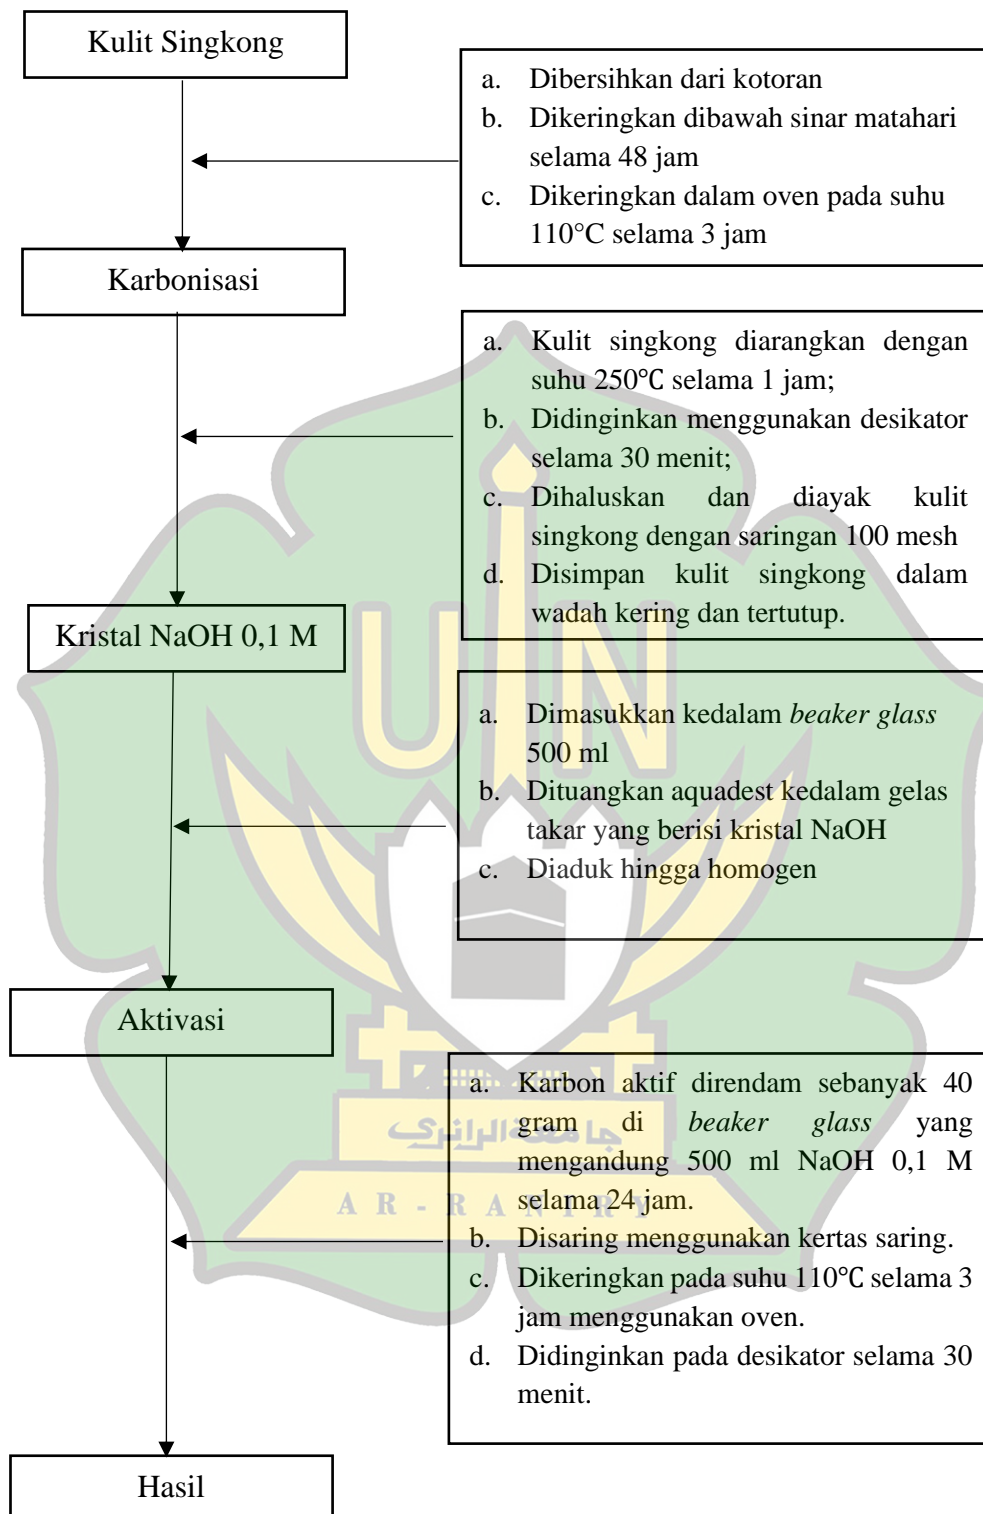 Kulit Singkong
a. Dibersihkan dari kotoran
b. Dikeringkan dibawah sinar matahari
selama 48 jam
c. Dikeringkan dalam oven pada suhu
110°C selama 3 jam
Karbonisasi
a. Kulit singkong diarangkan dengan
suhu 250℃ selama 1 jam;
b. Didinginkan menggunakan desikator
selama 30 menit;
c. Dihaluskan dan diayak kulit
singkong dengan saringan 100 mesh
d. Disimpan kulit singkong dalam
wadah kering dan tertutup.
Kristal NaOH 0,1 M
UIN
a. Dimasukkan kedalam beaker glass
500 ml
b. Dituangkan aquadest kedalam gelas
takar yang berisi kristal NaOH
c. Diaduk hingga homogen
Aktivasi
a. Karbon aktif direndam sebanyak 40
gram di beaker glass yang
mengandung 500 ml NaOH 0,1 M
selama 24 jam.
b. Disaring menggunakan kertas saring.
c. Dikeringkan pada suhu 110℃ selama 3
jam menggunakan oven.
d. Didinginkan pada desikator selama 30
menit.
جامعة الرانري
AR-RANIRY
Hasil